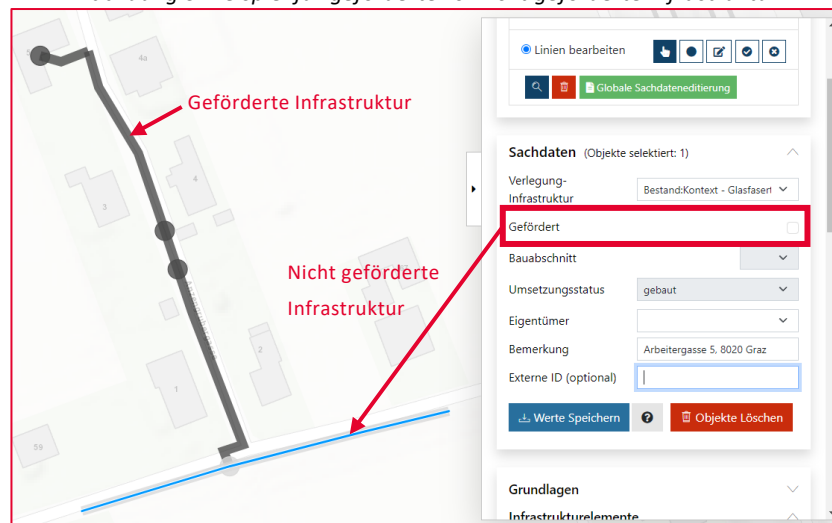 Linien bearbeiten
Globale Sachdateneditierung
Geförderte Infrastruktur
Sachdaten (Objekte selektiert: 1)
Verlegung-
Infrastruktur
Bestand:Kontext - Glasfasert
Gefördert
Bauabschnitt
Nicht geförderte
Infrastruktur
Umsetzungsstatus
gebaut
Eigentümer
Bemerkung
Arbeitergasse 5, 8020 Graz
Externe ID (optional)
Werte Speichern
?
Objekte Löschen
Grundlagen
Infrastrukturelemente
4a
4
3
2
1
59